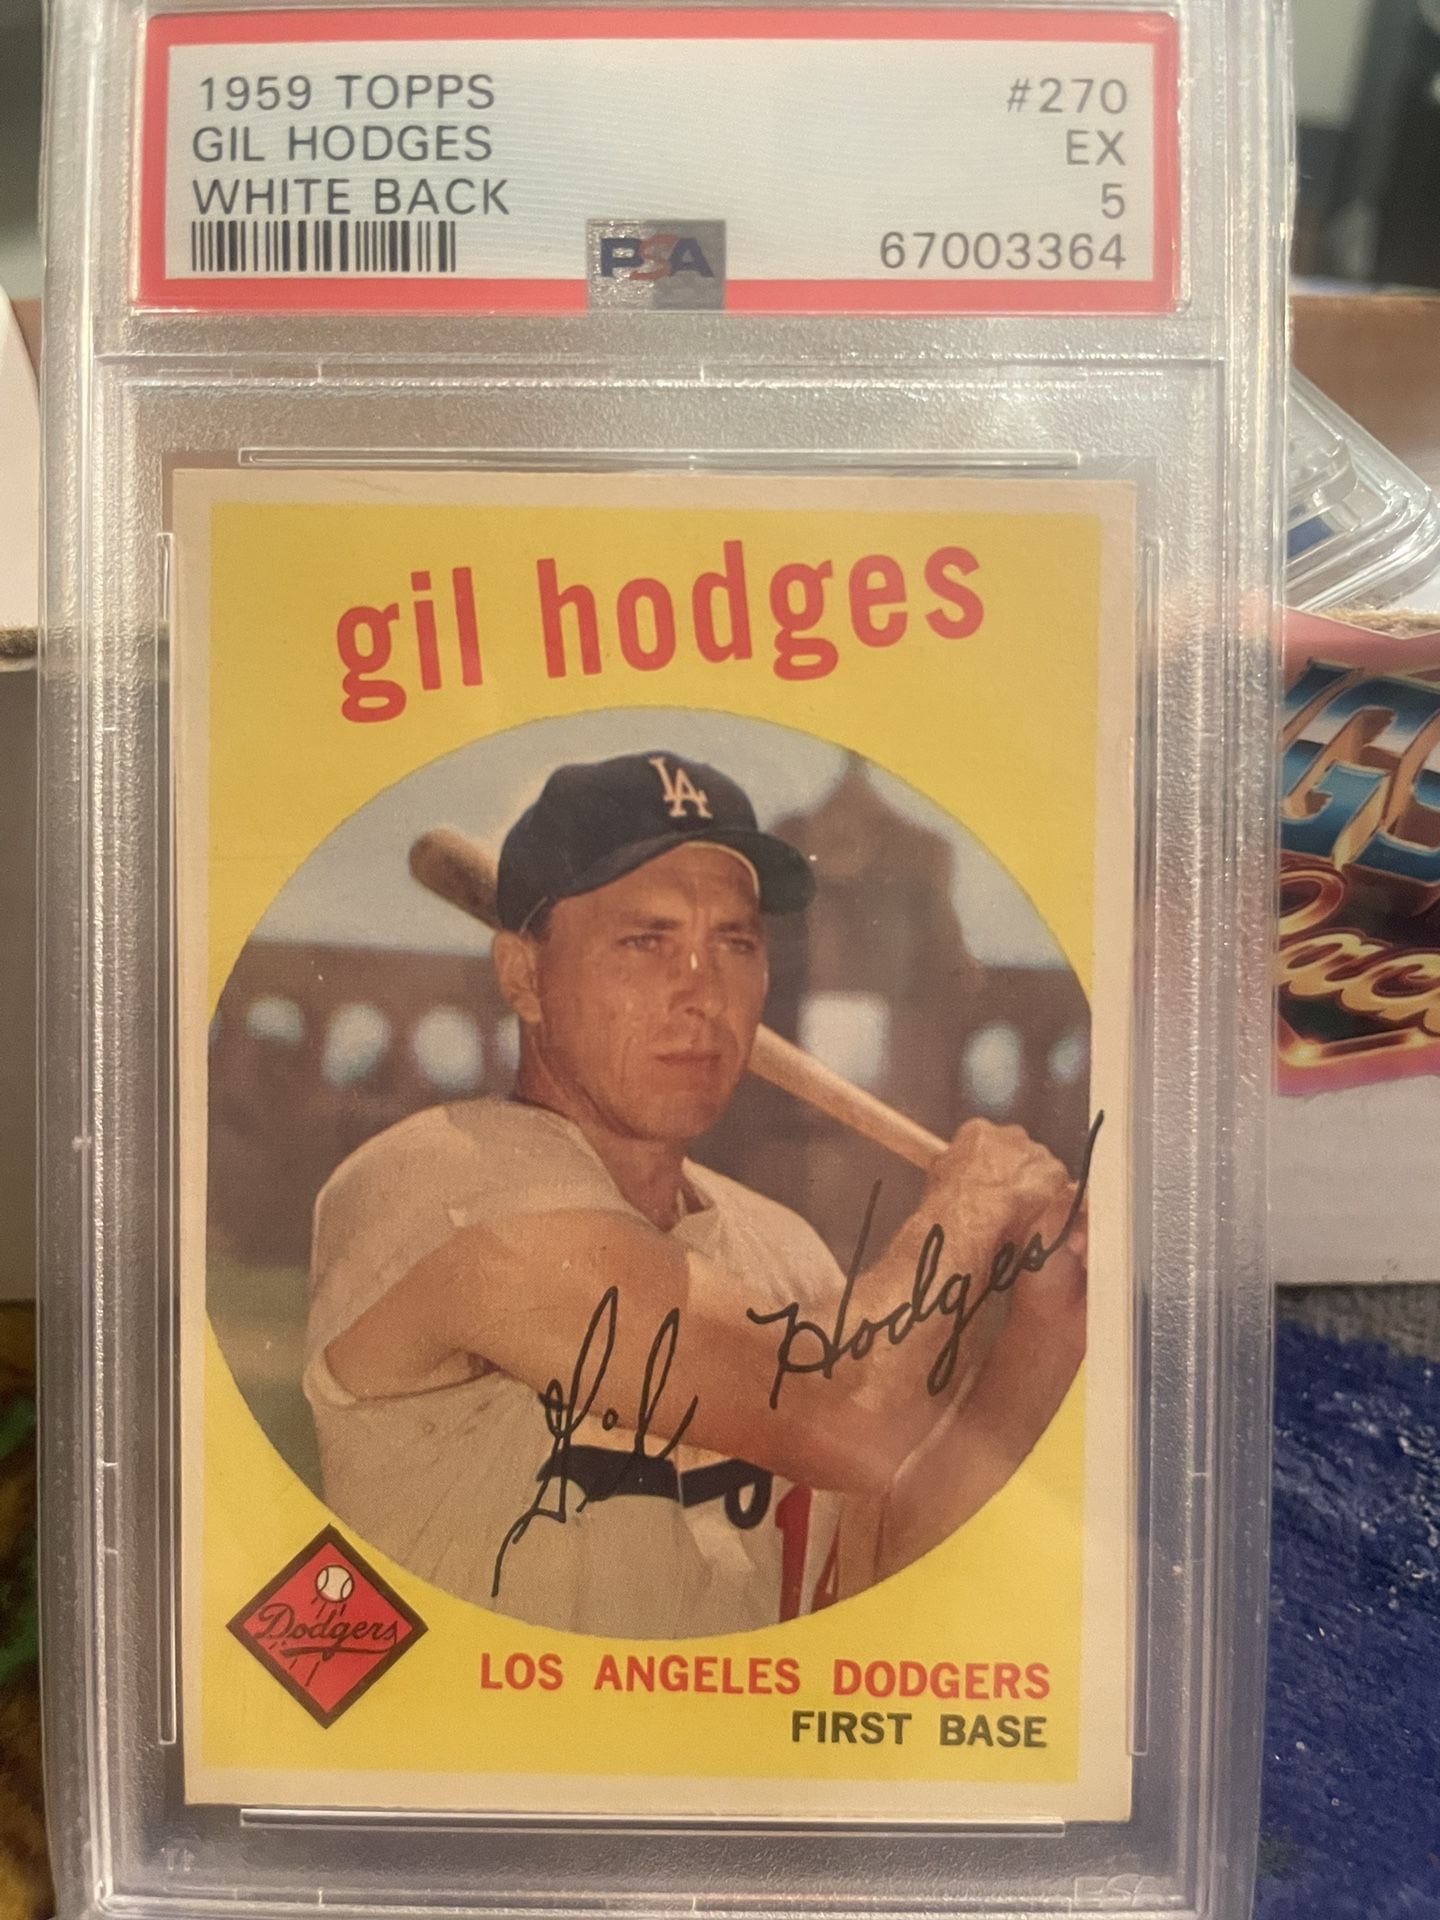 1959 TOPPS #270
GIL HODGES EX
WHITE BACK 5
PSA 67003364
gil hodges
LA
Gil Hodges
14
Dodgers
LOS ANGELES DODGERS
FIRST BASE